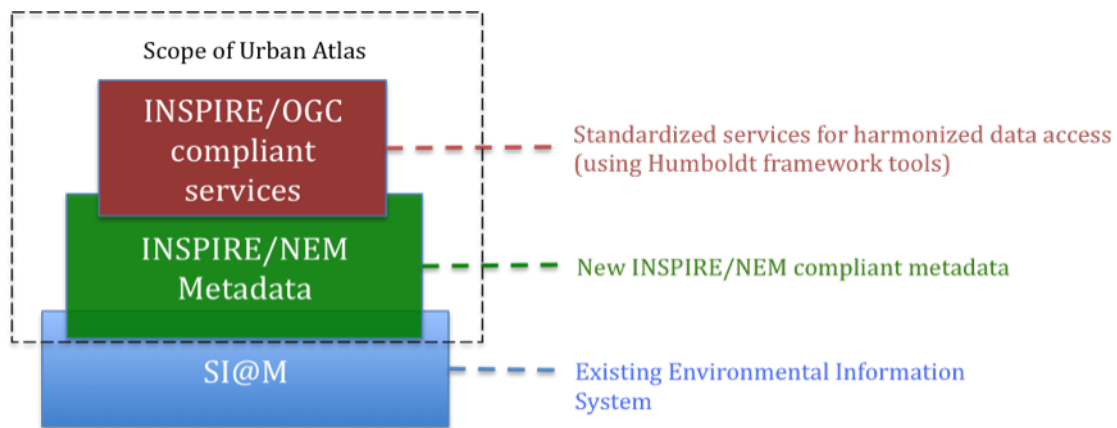 Scope of Urban Atlas
INSPIRE/OGC
compliant
services
Standardized services for harmonized data access
(using Humboldt framework tools)
INSPIRE/NEM
Metadata
New INSPIRE/NEM compliant metadata
SI@M
Existing Environmental Information
System